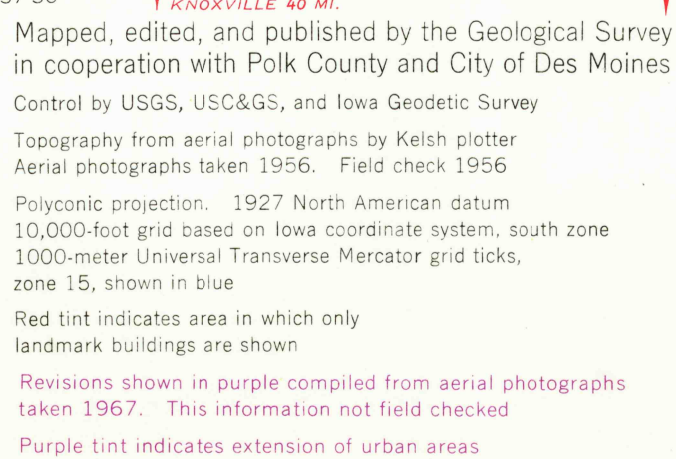 KNOXVILLE 40 MI.
Mapped, edited, and published by the Geological Survey
in cooperation with Polk County and City of Des Moines
Control by USGS, USC&GS, and Iowa Geodetic Survey
Topography from aerial photographs by Kelsh plotter
Aerial photographs taken 1956. Field check 1956
Polyconic projection. 1927 North American datum
10,000-foot grid based on Iowa coordinate system, south zone
1000-meter Universal Transverse Mercator grid ticks,
zone 15, shown in blue
Red tint indicates area in which only
landmark buildings are shown
Revisions shown in purple compiled from aerial photographs
taken 1967. This information not field checked
Purple tint indicates extension of urban areas